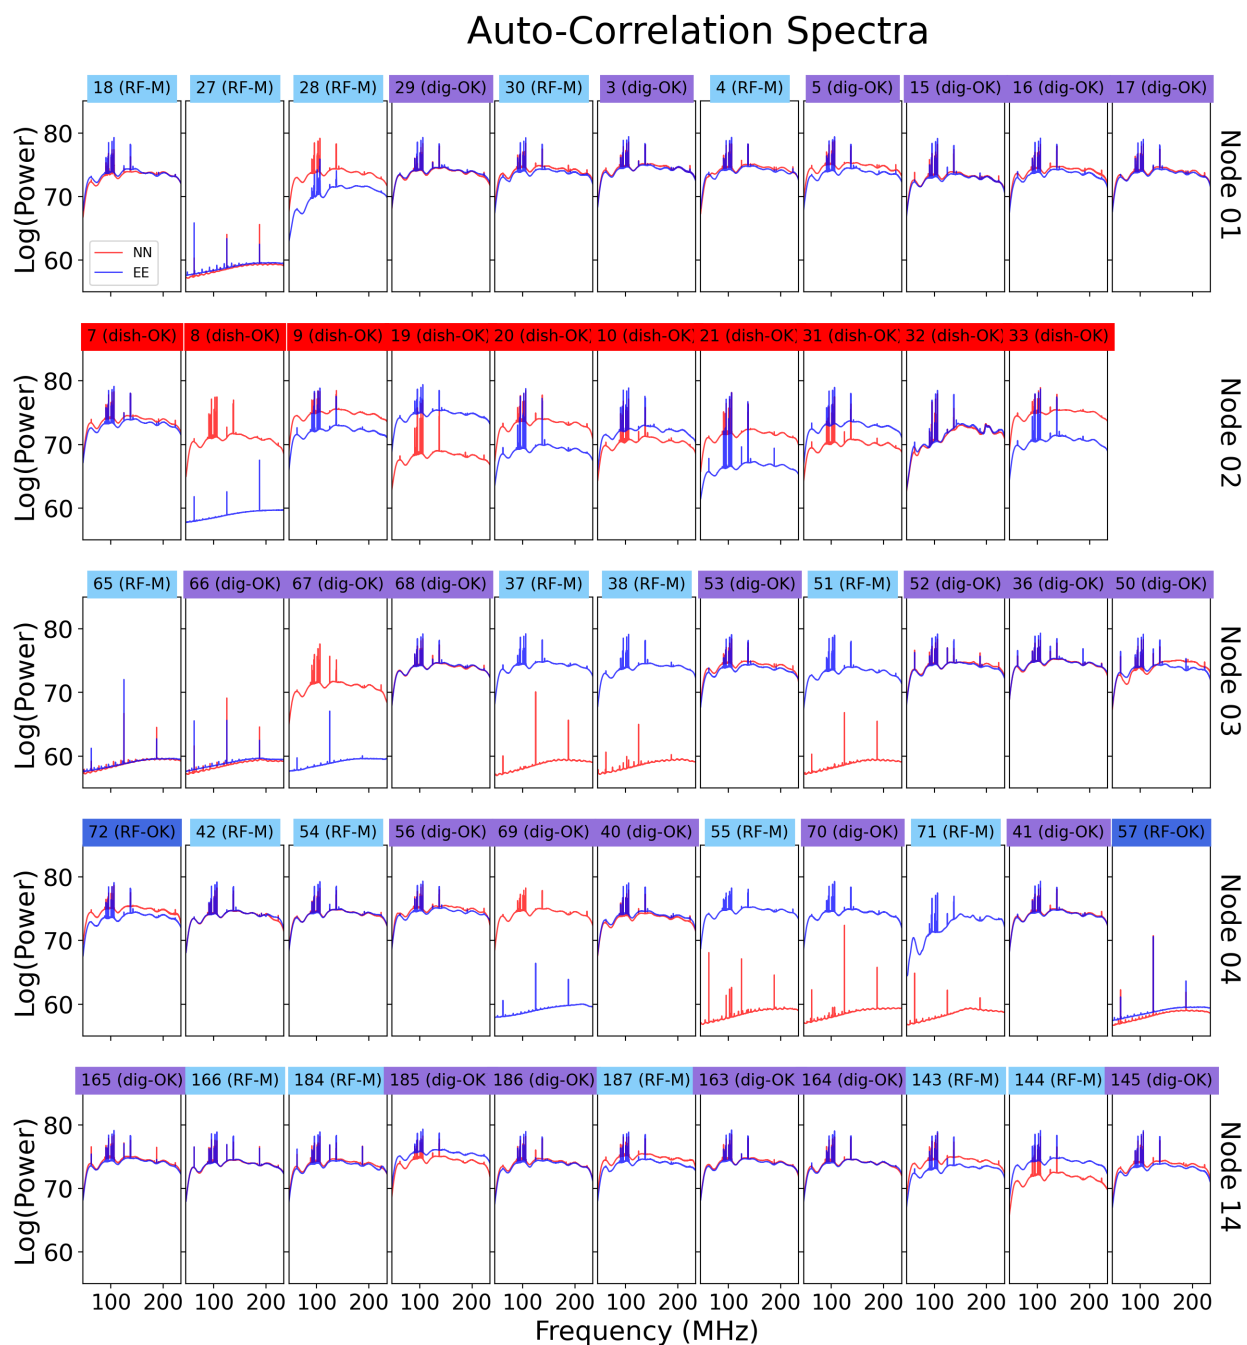 Auto-Correlation Spectra
18 (RF-M) 27 (RF-M) 28 (RF-M) 29 (dig-OK) 30 (RF-M) 3 (dig-OK) 4 (RF-M) 5 (dig-OK) 15 (dig-OK) 16 (dig-OK) 17 (dig-OK)
80
70
60
Log(Power)
NN
EE
Node 01
7 (dish-OK) 8 (dish-OK) 9 (dish-OK) 19 (dish-OK) 20 (dish-OK) 10 (dish-OK) 21 (dish-OK) 31 (dish-OK) 32 (dish-OK) 33 (dish-OK)
80
70
60
Log(Power)
Node 02
65 (RF-M) 66 (dig-OK) 67 (dig-OK) 68 (dig-OK) 37 (RF-M) 38 (RF-M) 53 (dig-OK) 51 (RF-M) 52 (dig-OK) 36 (dig-OK) 50 (dig-OK)
80
70
60
Log(Power)
Node 03
72 (RF-OK) 42 (RF-M) 54 (RF-M) 56 (dig-OK) 69 (dig-OK) 40 (dig-OK) 55 (RF-M) 70 (dig-OK) 71 (RF-M) 41 (dig-OK) 57 (RF-OK)
80
70
60
Log(Power)
Node 04
165 (dig-OK) 166 (RF-M) 184 (RF-M) 185 (dig-OK 186 (dig-OK) 187 (RF-M) 163 (dig-OK 164 (dig-OK) 143 (RF-M) 144 (RF-M) 145 (dig-OK)
80
70
60
Log(Power)
Node 14
100 200 100 200 100 200 100 200 100 200 100 200 100 200 100 200 100 200 100 200 100 200
Frequency (MHz)